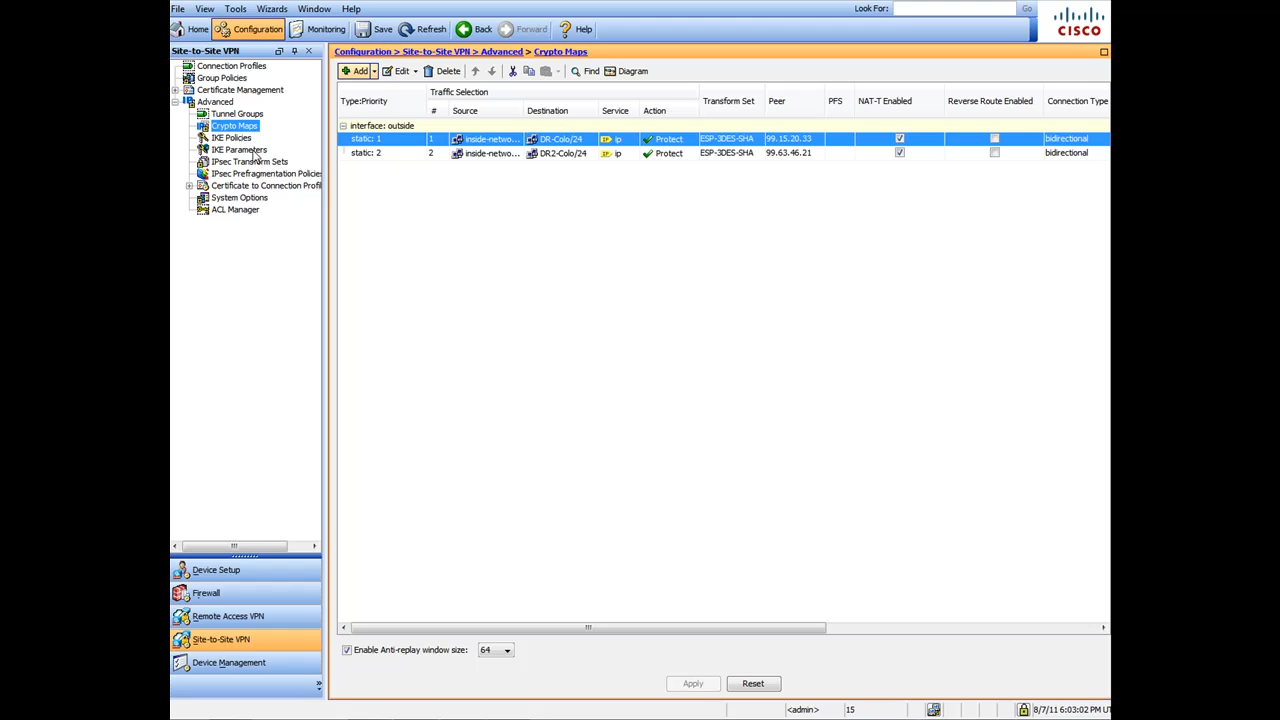 File View Tools Wizards Window Help Look For: Go
Home Configuration Monitoring Save Refresh Back Forward Help
CISCO
Site-to-Site VPN
Connection Profiles
Group Policies
Certificate Management
Advanced
Tunnel Groups
Crypto Maps
IKE Policies
IKE Parameters
IPsec Transform Sets
IPsec Prefragmentation Policies
Certificate to Connection Profil
System Options
ACL Manager
Device Setup
Firewall
Remote Access VPN
Site-to-Site VPN
Device Management
Configuration > Site-to-Site VPN > Advanced > Crypto Maps
Add Edit Delete Find Diagram
Type:Priority Traffic Selection Transform Set Peer PFS NAT-T Enabled Reverse Route Enabled Connection Type
# Source Destination Service Action
interface: outside
static: 1 1 inside-netwo... DR-Colo/24 ip Protect ESP-3DES-SHA 99.15.20.33 bidirectional
static: 2 2 inside-netwo... DR2-Colo/24 ip Protect ESP-3DES-SHA 99.63.46.21 bidirectional
Enable Anti-replay window size: 64
Apply Reset
<admin> 15 8/7/11 6:03:02 PM UT